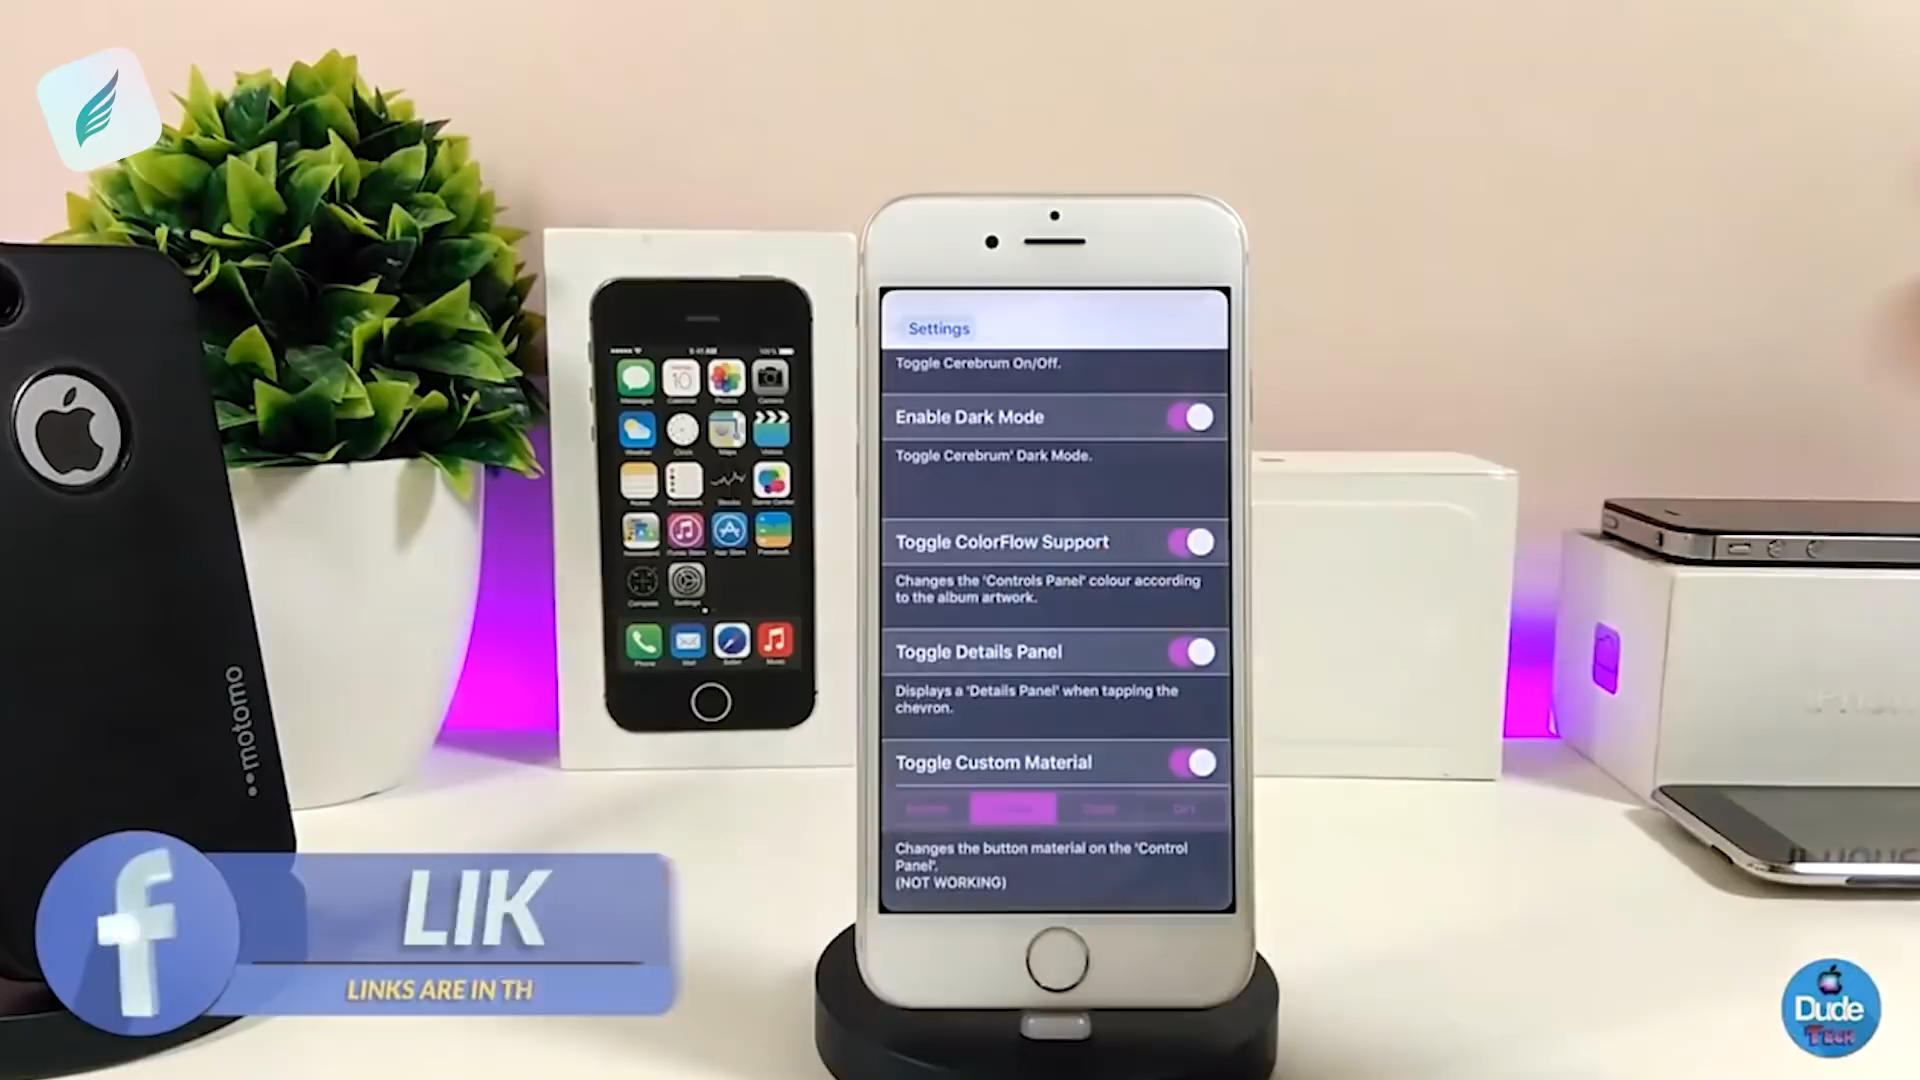 Settings
Toggle Cerebrum On/Off.
Enable Dark Mode
Toggle Cerebrum' Dark Mode.
Toggle ColorFlow Support
Changes the 'Controls Panel' colour according
to the album artwork.
Toggle Details Panel
Displays a 'Details Panel' when tapping the
chevron.
Toggle Custom Material
Changes the button material on the 'Control
Panel'.
(NOT WORKING)
motomo
LIK
LINKS ARE IN TH
Dude
TECH